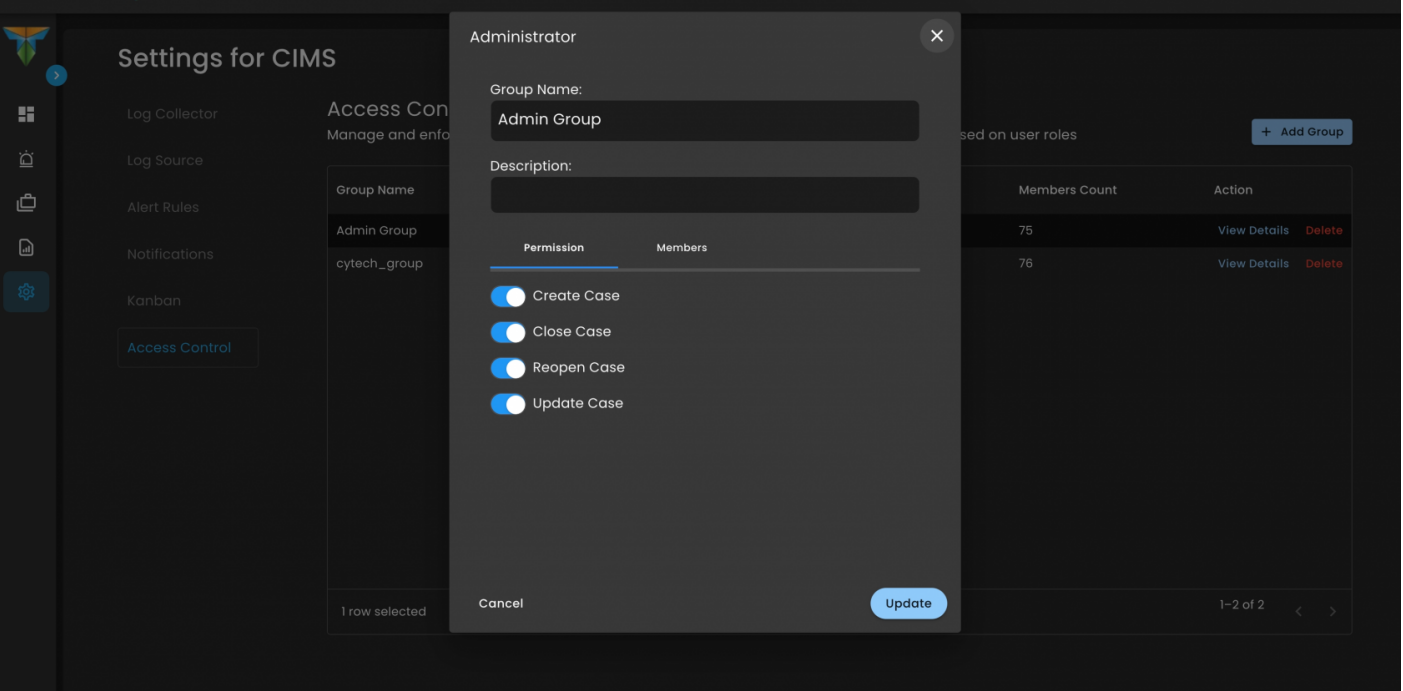 Settings for CIMS
Log Collector
Log Source
Alert Rules
Notifications
Kanban
Access Control
Access Con
Manage and enfo
sed on user roles
+ Add Group
Group Name
Members Count
Action
Admin Group
75
View Details
Delete
cytech_group
76
View Details
Delete
1 row selected
1–2 of 2
Administrator
Group Name:
Admin Group
Description:
Permission
Members
Create Case
Close Case
Reopen Case
Update Case
Cancel
Update